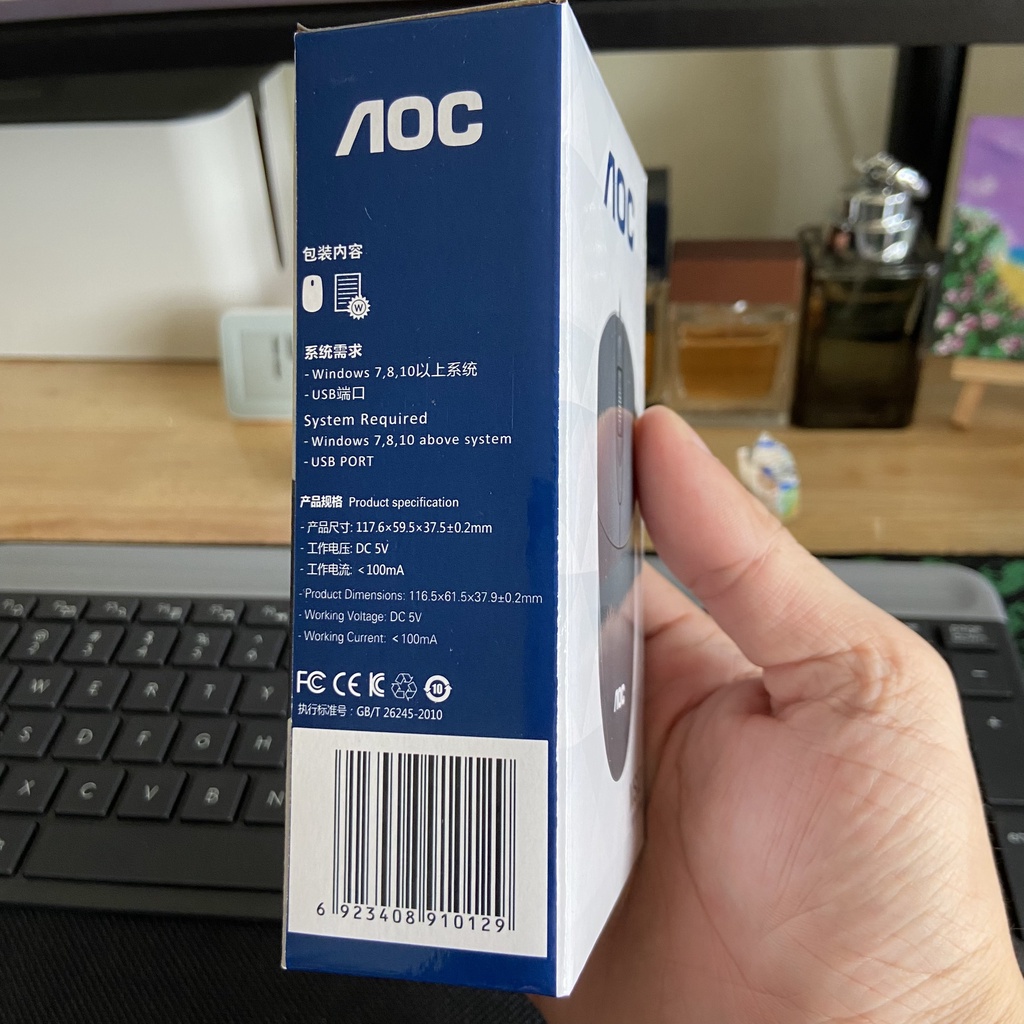 AOC
包装内容
W
系统需求
- Windows 7,8,10以上系统
- USB端口
System Required
- Windows 7,8,10 above system
- USB PORT
产品规格 Product specification
- 产品尺寸: 117.6×59.5×37.5±0.2mm
- 工作电压: DC 5V
- 工作电流: <100mA
- Product Dimensions: 116.5×61.5×37.9±0.2mm
- Working Voltage: DC 5V
- Working Current: <100mA
FC CE K 10
执行标准号：GB/T 26245-2010
6 923408 910129
AOC
AOC
W E R T Y
S D F G H
X C V B N